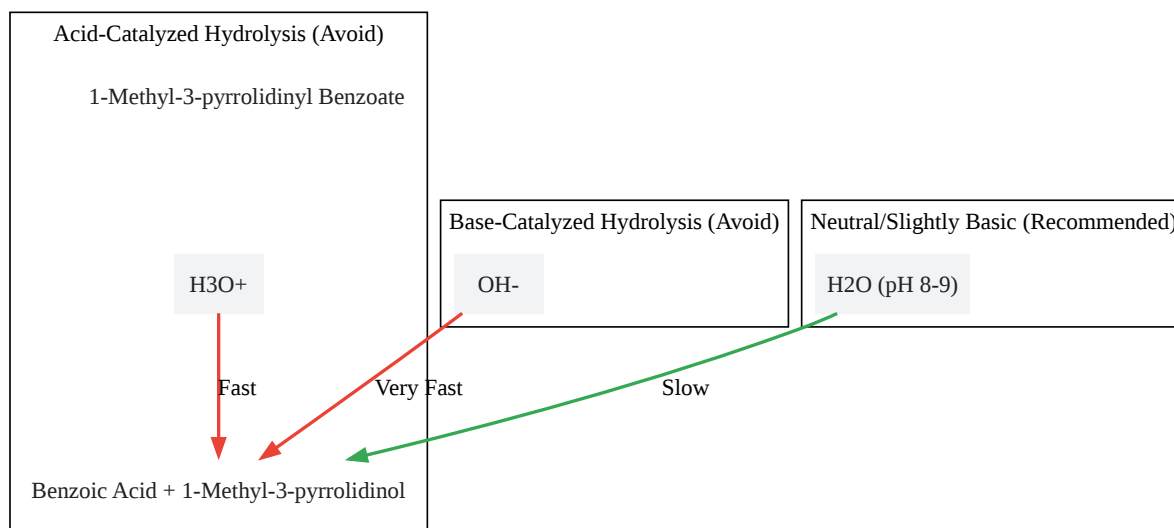 Acid-Catalyzed Hydrolysis (Avoid)
1-Methyl-3-pyrrolidinyl Benzoate
Base-Catalyzed Hydrolysis (Avoid)
Neutral/Slightly Basic (Recommended)
H3O+
OH-
H2O (pH 8-9)
Fast
Very Fast
Slow
Benzoic Acid + 1-Methyl-3-pyrrolidinol